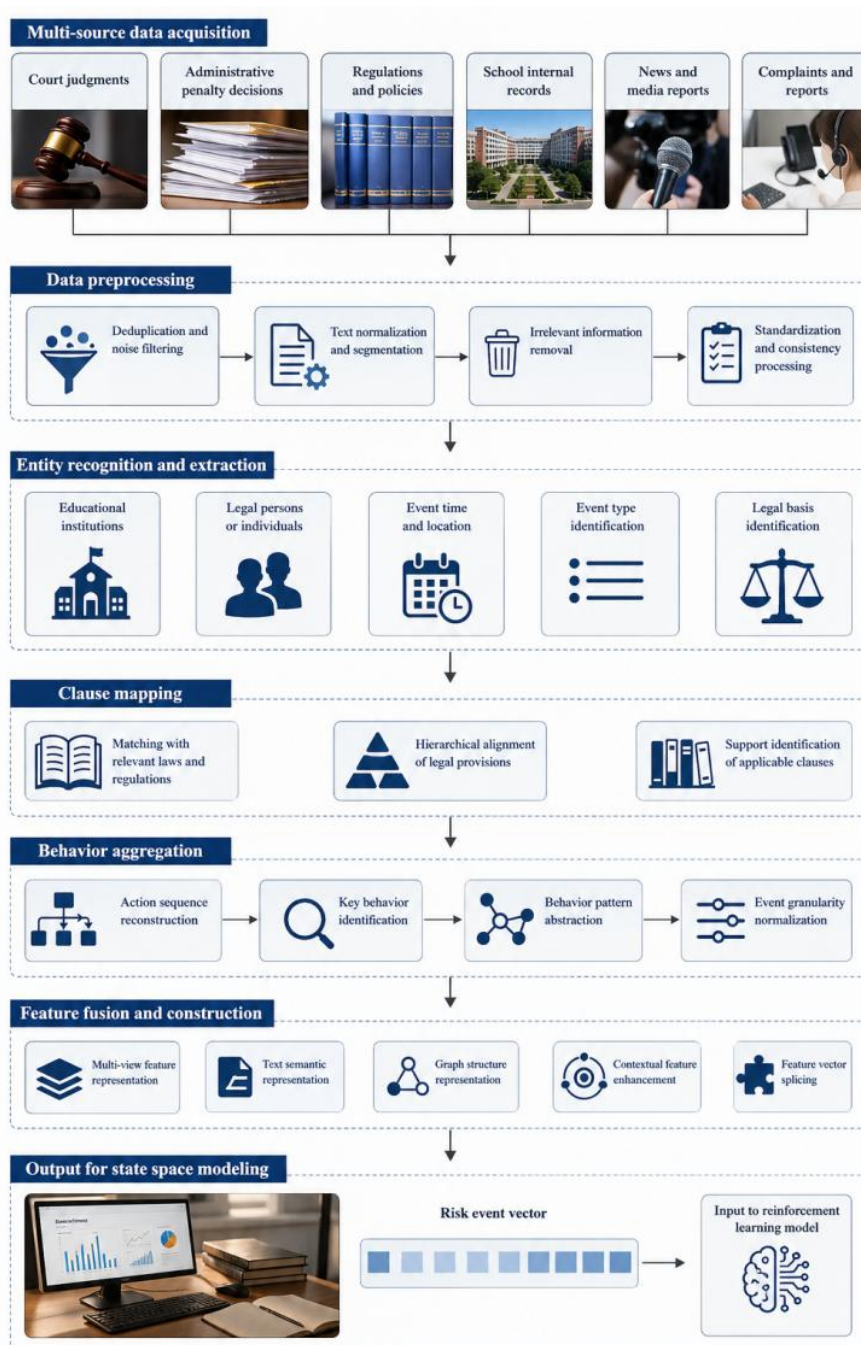 Multi-source data acquisition
Court judgments
Administrative
penalty decisions
Regulations
and policies
School internal
records
News and
media reports
Complaints and
reports
Data preprocessing
Deduplication and
noise filtering
Text normalization
and segmentation
Irrelevant information
removal
Standardization
and consistency
processing
Entity recognition and extraction
Educational
institutions
Legal persons
or individuals
Event time
and location
Event type
identification
Legal basis
identification
Clause mapping
Matching with
relevant laws and
regulations
Hierarchical alignment
of legal provisions
Support identification
of applicable clauses
Behavior aggregation
Action sequence
reconstruction
Key behavior
identification
Behavior pattern
abstraction
Event granularity
normalization
Feature fusion and construction
Multi-view feature
representation
Text semantic
representation
Graph structure
representation
Contextual feature
enhancement
Feature vector
splicing
Output for state space modeling
Risk event vector
Input to reinforcement
learning model